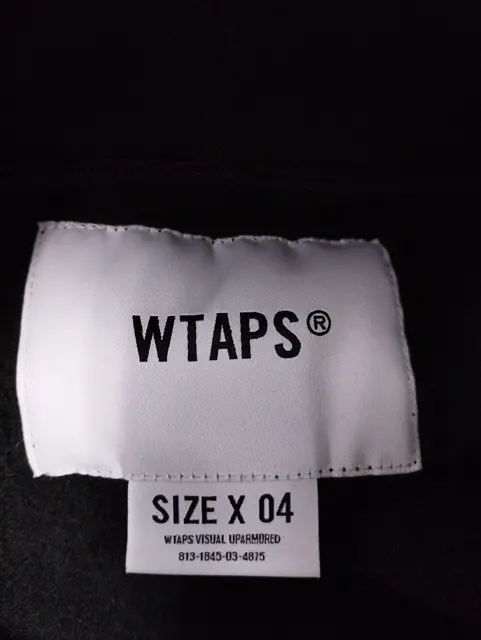 WTAPS®
SIZE X 04
WTAPS VISUAL UPARMORED
813-1845-03-4875